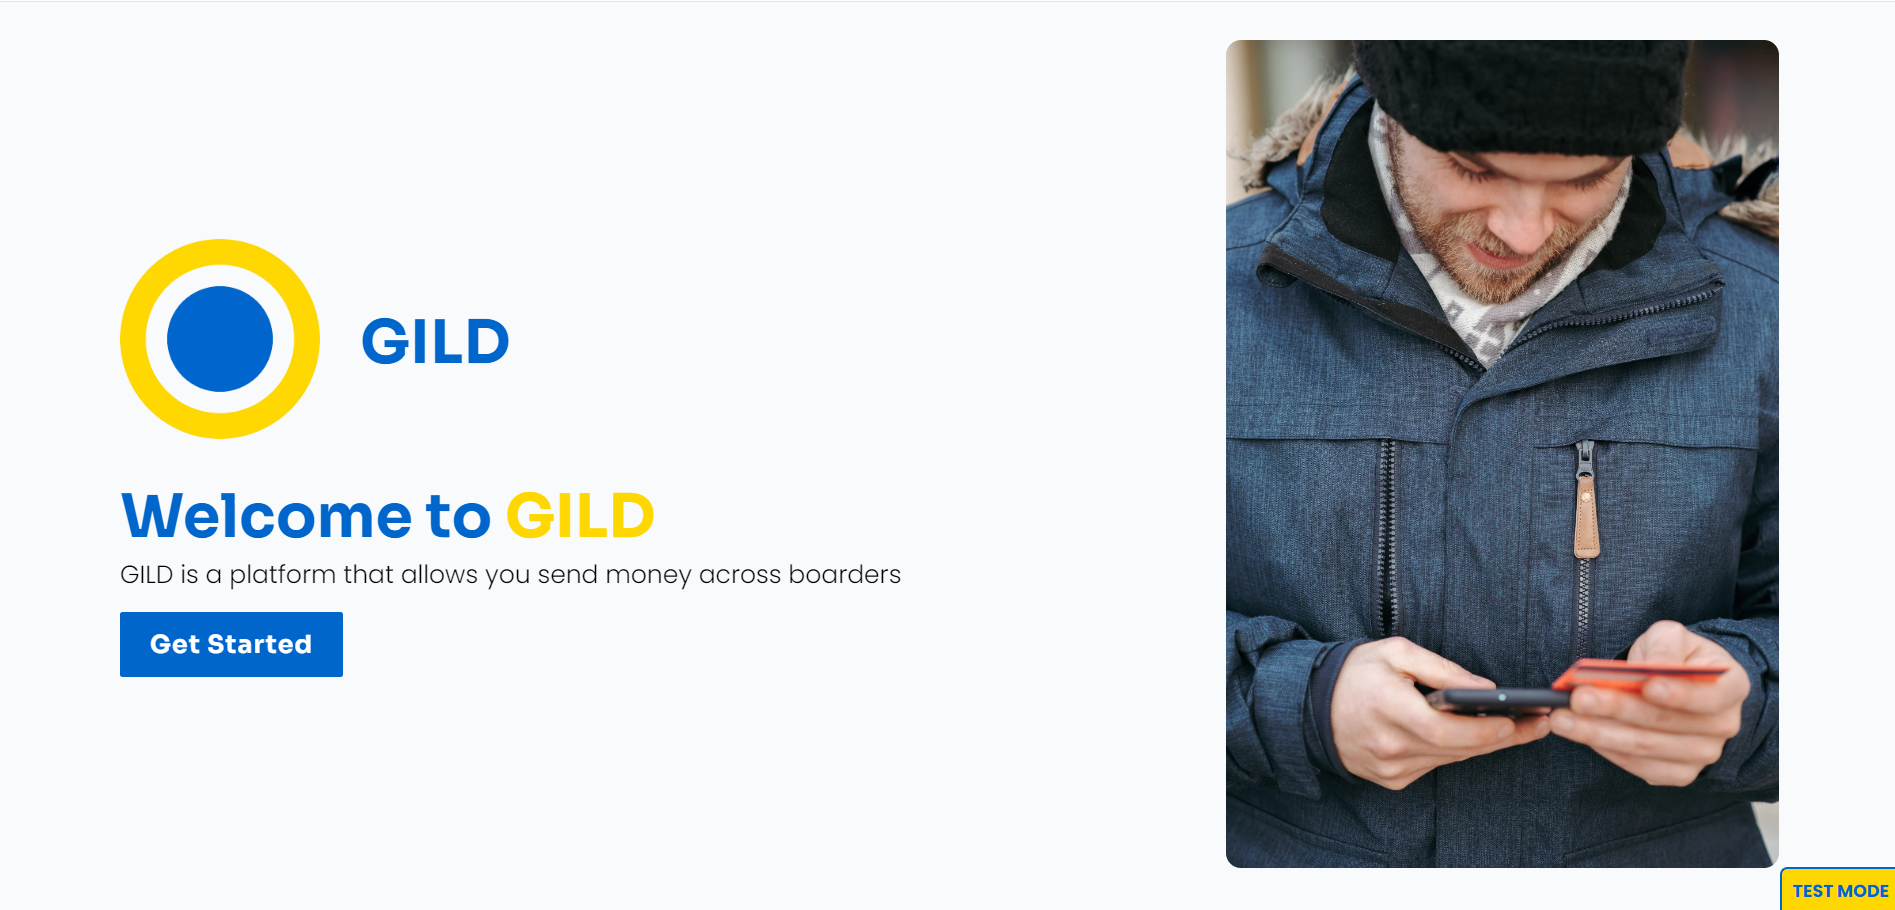 GILD
Welcome to GILD
GILD is a platform that allows you send money across boarders
Get Started
TEST MODE